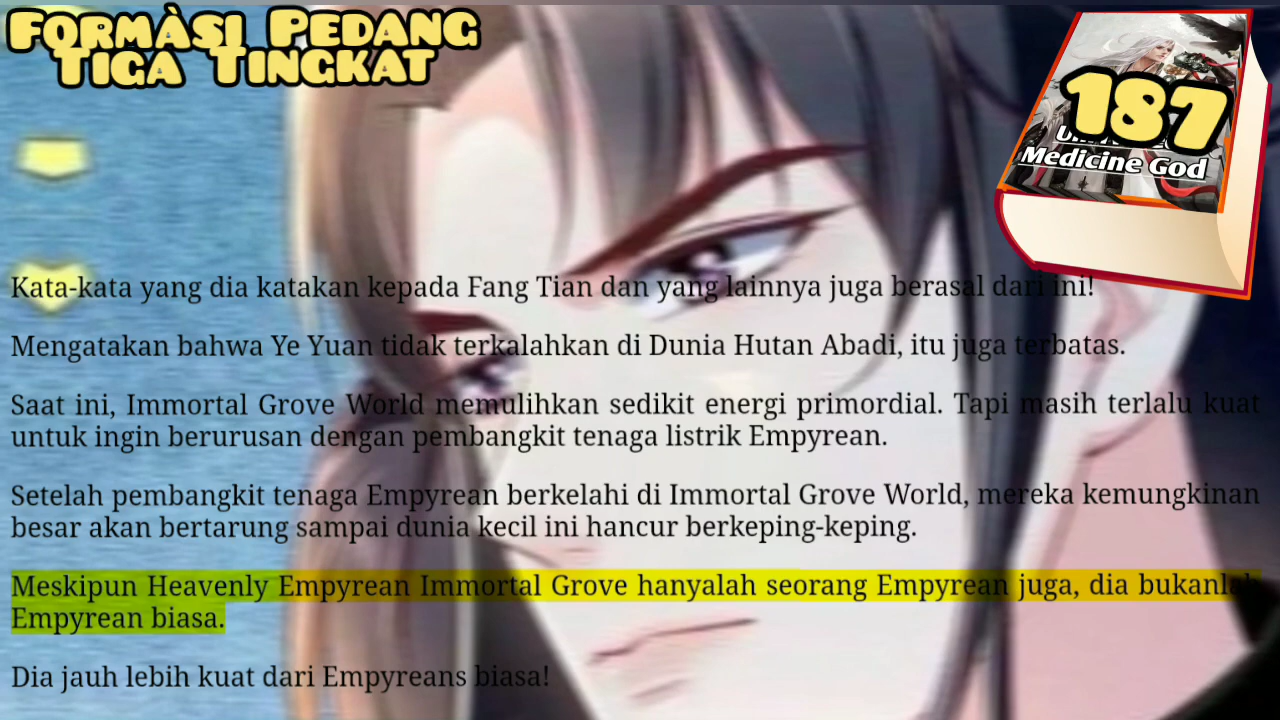 FORMÀSI PEDANG
TIGA TINGKAT
187
Medicine God
Kata-kata yang dia katakan kepada Fang Tian dan yang lainnya juga berasal dari ini!
Mengatakan bahwa Ye Yuan tidak terkalahkan di Dunia Hutan Abadi, itu juga terbatas.
Saat ini, Immortal Grove World memulihkan sedikit energi primordial. Tapi masih terlalu kuat
untuk ingin berurusan dengan pembangkit tenaga listrik Empyrean.
Setelah pembangkit tenaga Empyrean berkelahi di Immortal Grove World, mereka kemungkinan
besar akan bertarung sampai dunia kecil ini hancur berkeping-keping.
Meskipun Heavenly Empyrean Immortal Grove hanyalah seorang Empyrean juga, dia bukanlah
Empyrean biasa.
Dia jauh lebih kuat dari Empyreans biasa!